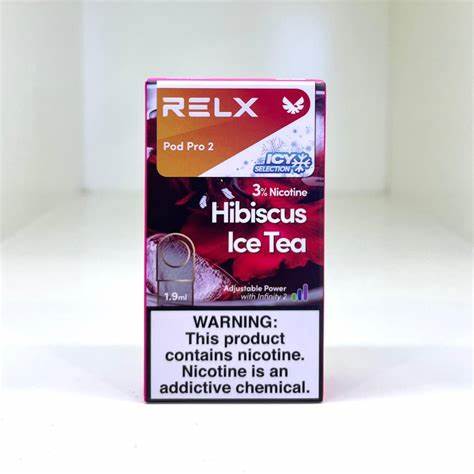 RELX
Pod Pro 2
ICY
SELECTION
3% Nicotine
Hibiscus
Ice Tea
Adjustable Power
with Infinity 2
1.9ml
WARNING:
This product
contains nicotine.
Nicotine is an
addictive chemical.